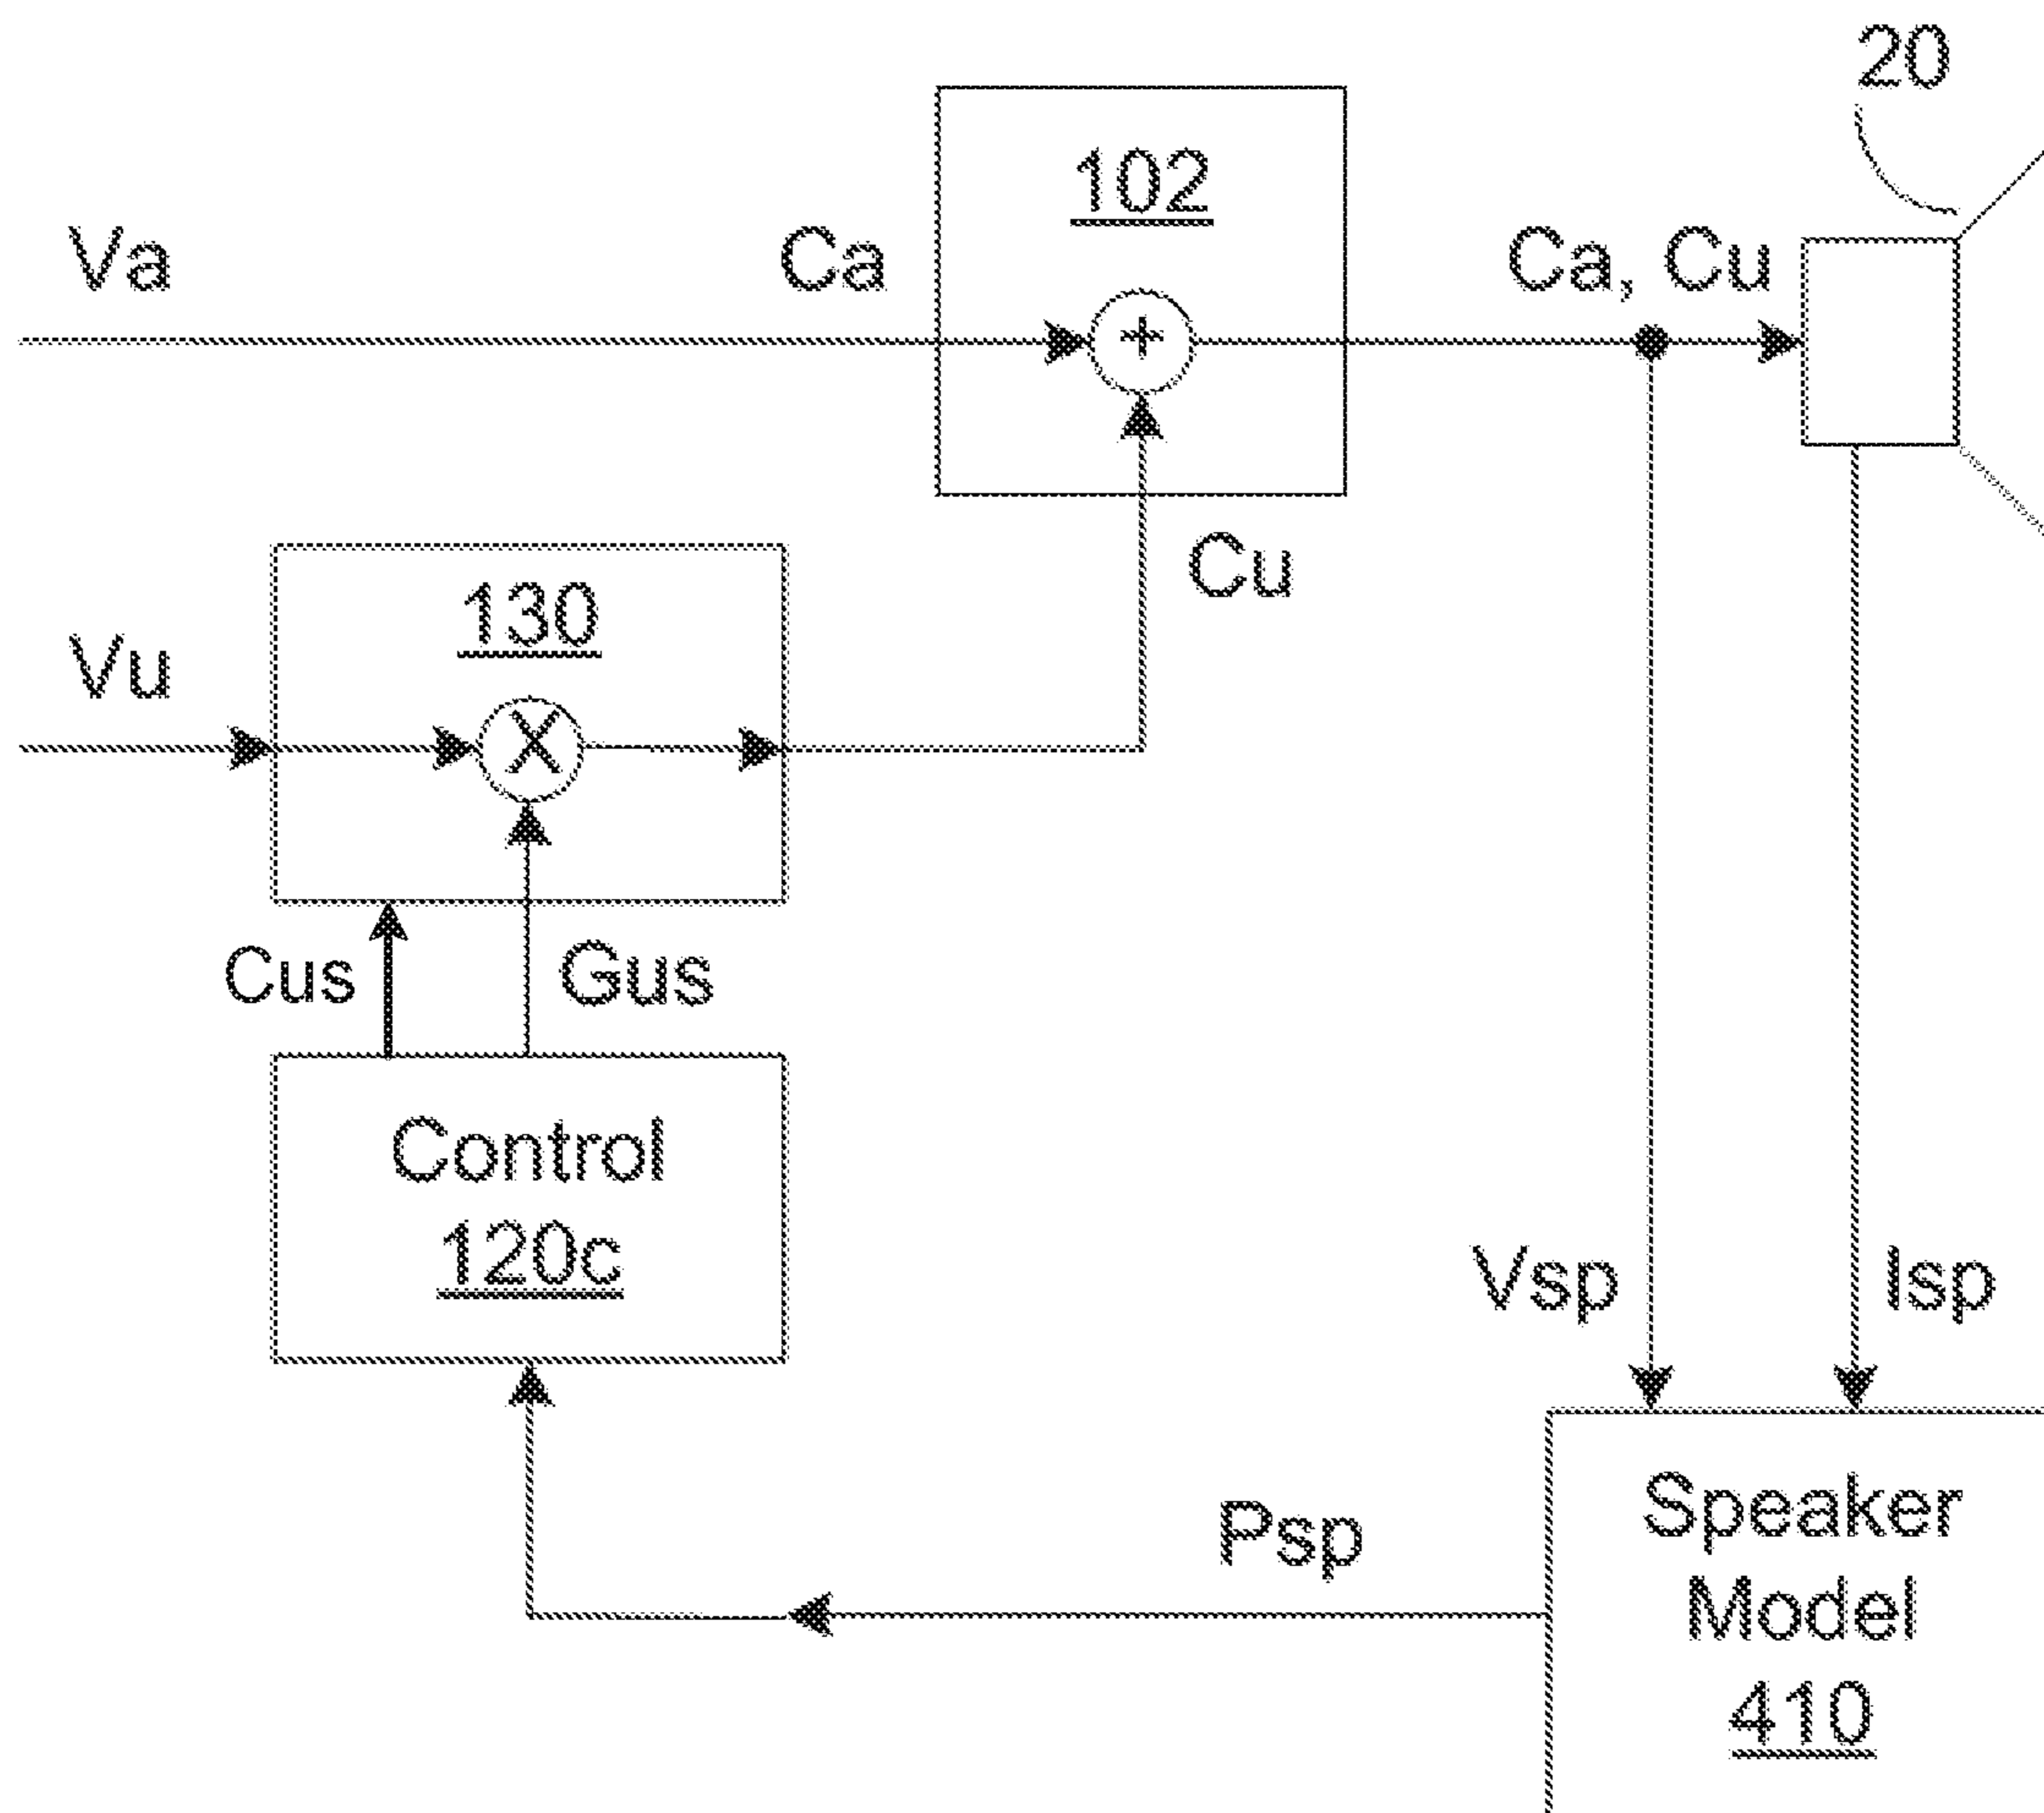 20
102
Va
Ca
Ca, Cu
+
Cu
130
Vu
X
Cus
Gus
Control
120c
Vsp
Isp
Psp
Speaker
Model
410